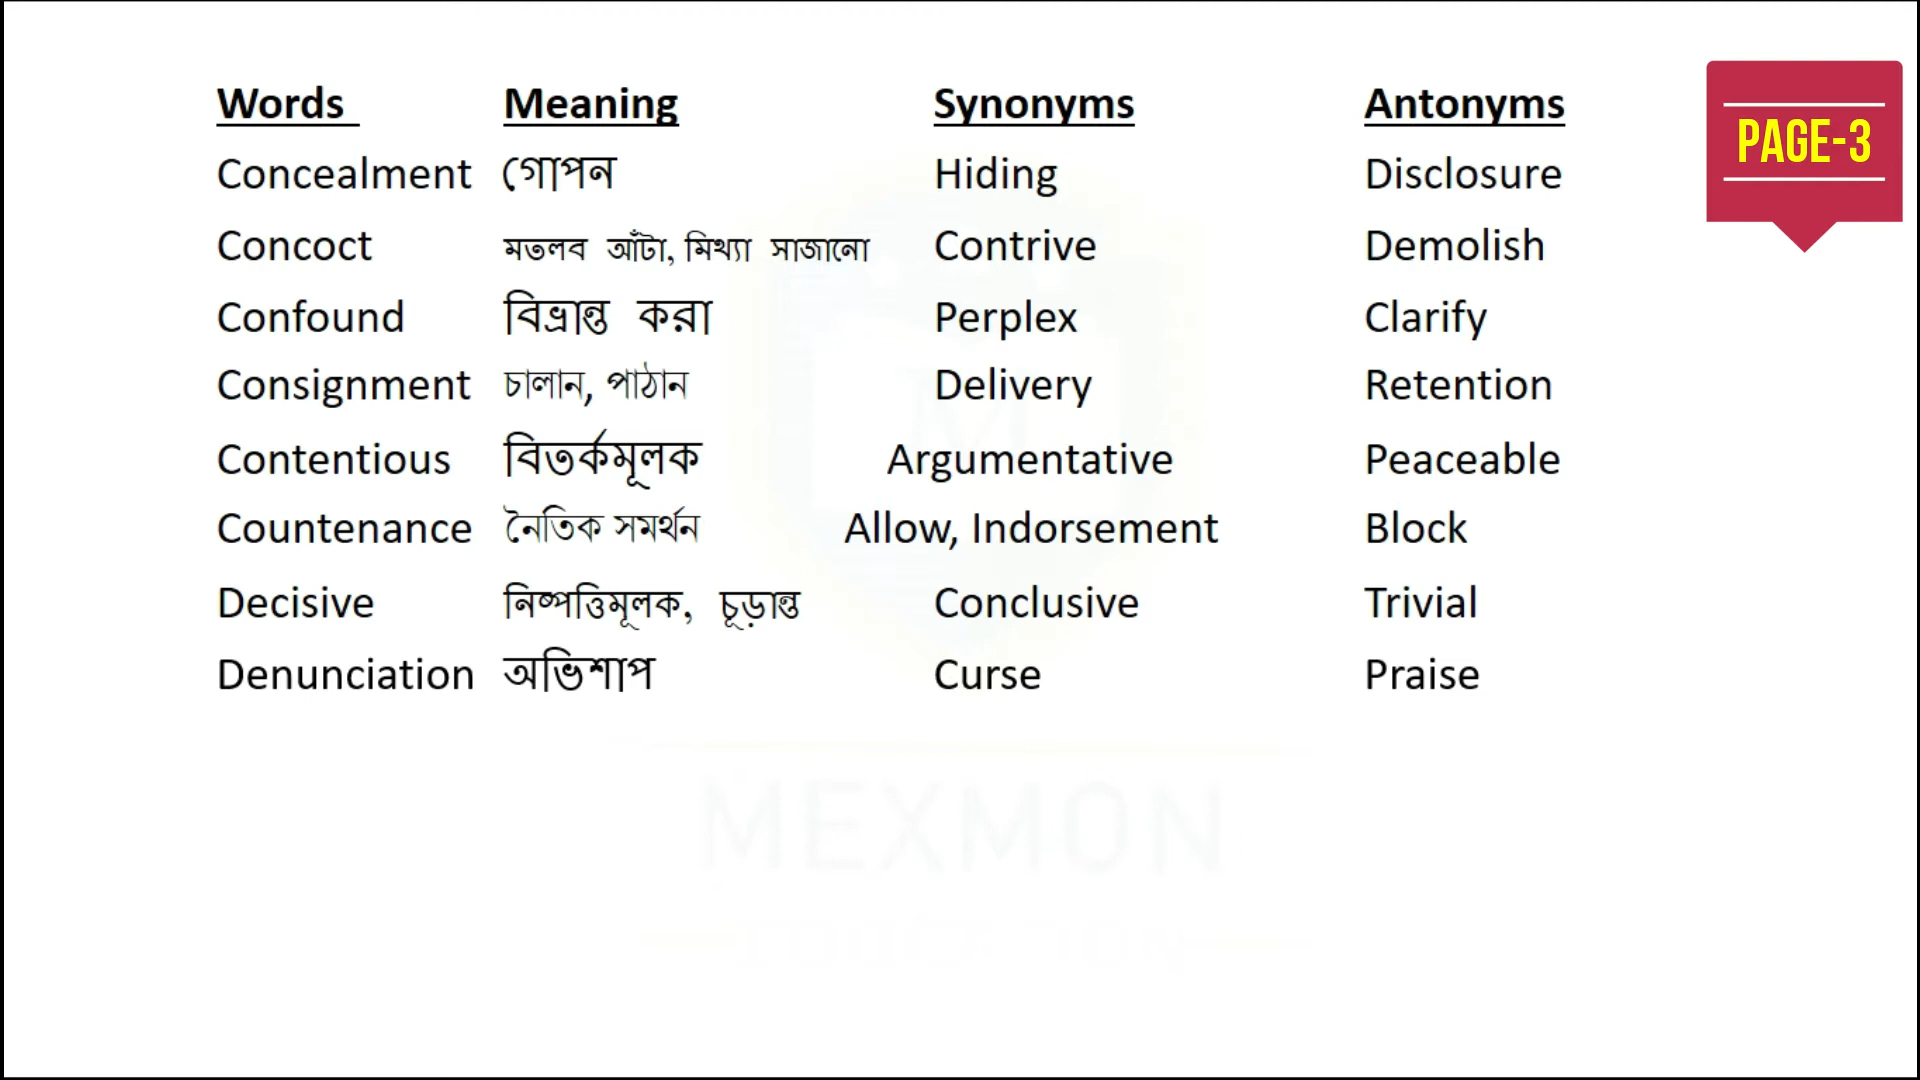 Words Meaning Synonyms Antonyms
PAGE-3
Concealment গোপন Hiding Disclosure
Concoct মতলব আঁটা, মিথ্যা সাজানো Contrive Demolish
Confound বিভ্রান্ত করা Perplex Clarify
Consignment চালান, পাঠান Delivery Retention
Contentious বিতর্কমূলক Argumentative Peaceable
Countenance নৈতিক সমর্থন Allow, Indorsement Block
Decisive নিষ্পত্তিমূলক, চূড়ান্ত Conclusive Trivial
Denunciation অভিশাপ Curse Praise
M
MEXMON